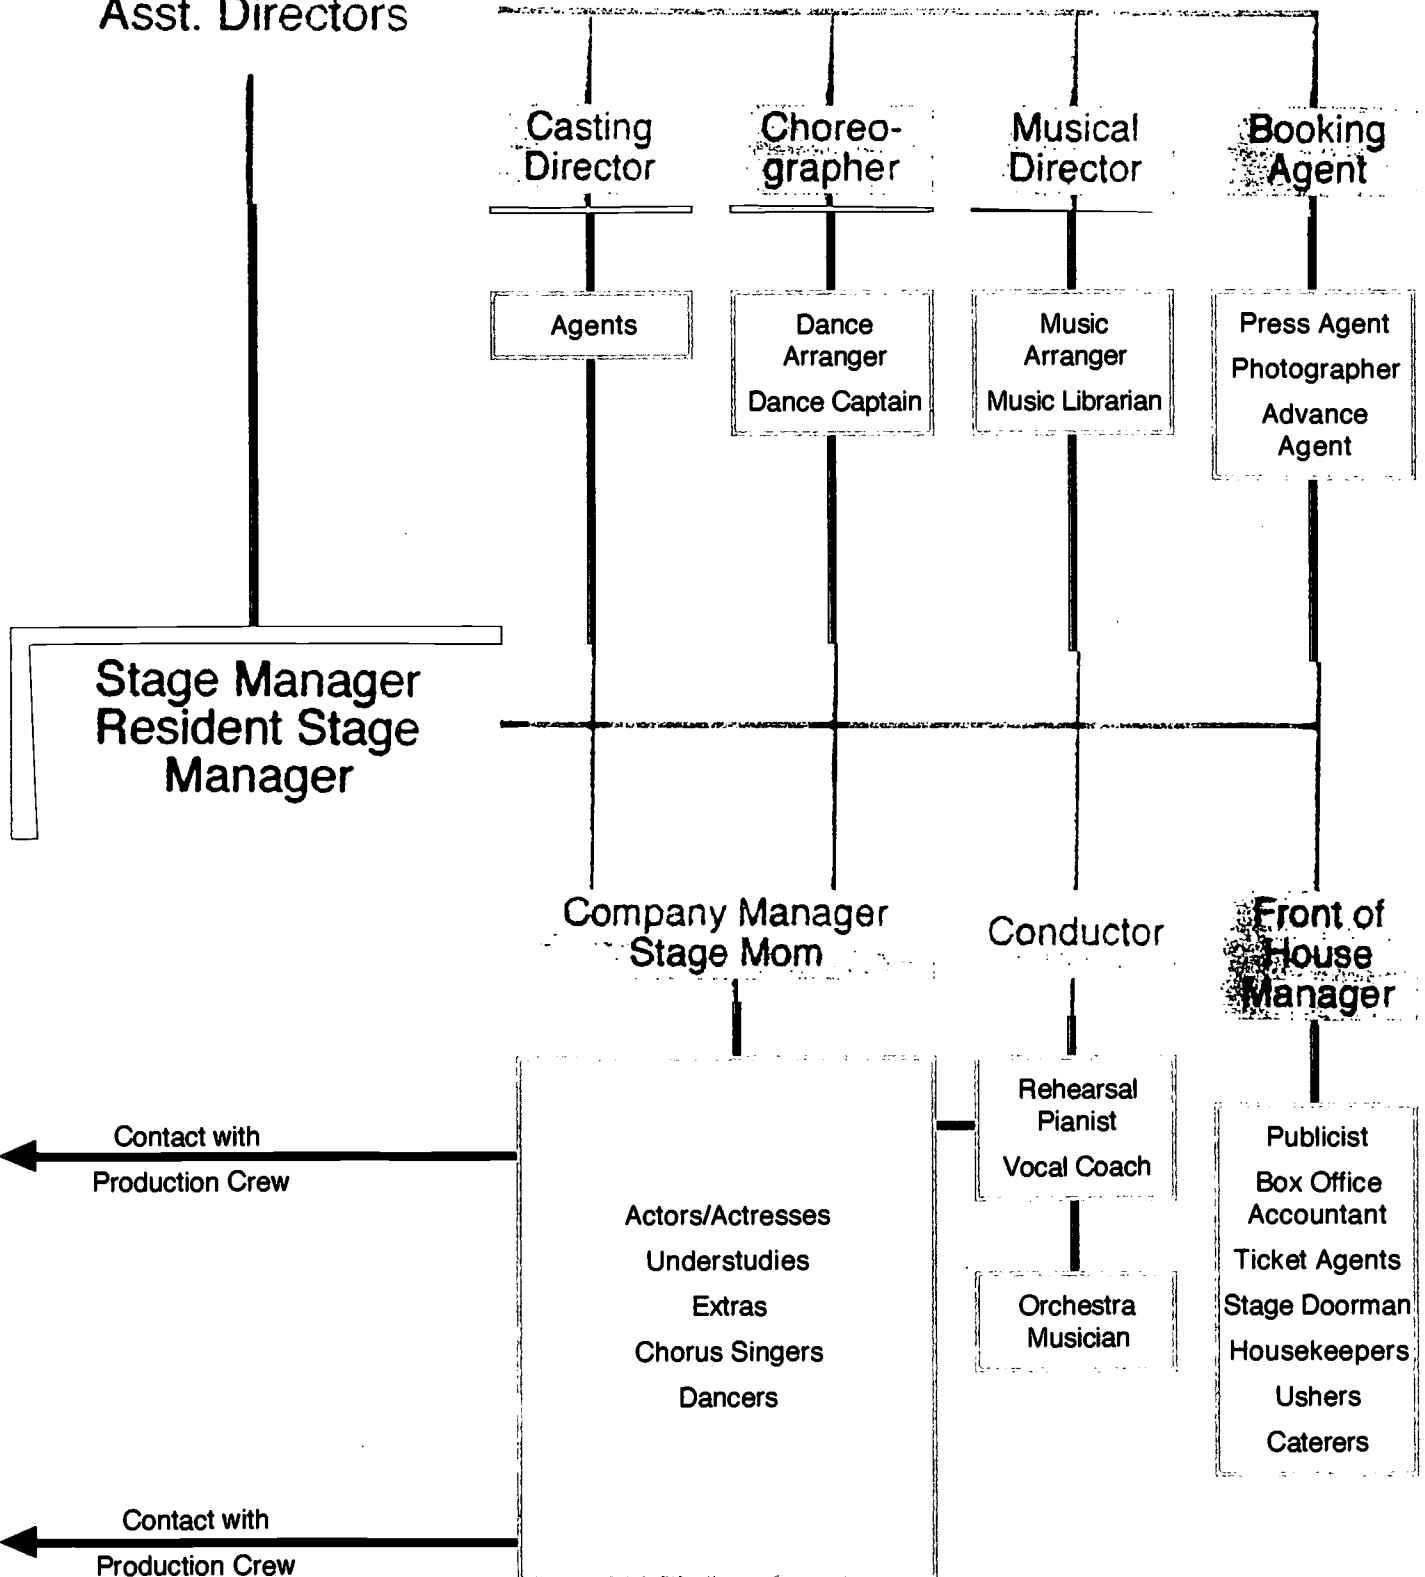 Asst. Directors
Casting
Director
Choreo-
grapher
Musical
Director
Booking
Agent
Agents
Dance
Arranger
Dance Captain
Music
Arranger
Music Librarian
Press Agent
Photographer
Advance
Agent
Stage Manager
Resident Stage
Manager
Company Manager
Stage Mom
Conductor
Front of
House
Manager
Contact with
Production Crew
Actors/Actresses
Understudies
Extras
Chorus Singers
Dancers
Rehearsal
Pianist
Vocal Coach
Orchestra
Musician
Publicist
Box Office
Accountant
Ticket Agents
Stage Doorman
Housekeepers
Ushers
Caterers
Contact with
Production Crew